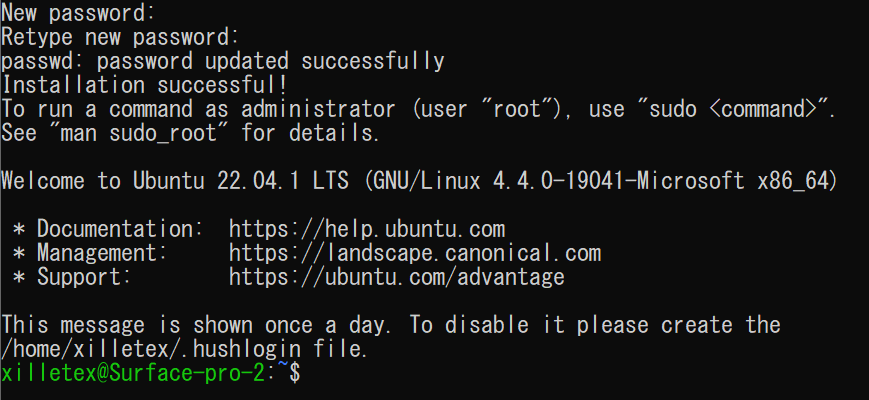 New password:
Retype new password:
passwd: password updated successfully
Installation successful!
To run a command as administrator (user "root"), use "sudo <command>".
See "man sudo_root" for details.
Welcome to Ubuntu 22.04.1 LTS (GNU/Linux 4.4.0-19041-Microsoft x86_64)
* Documentation:  https://help.ubuntu.com
* Management:     https://landscape.canonical.com
* Support:        https://ubuntu.com/advantage
This message is shown once a day. To disable it please create the
/home/xilletex/.hushlogin file.
xilletex@Surface-pro-2:~$